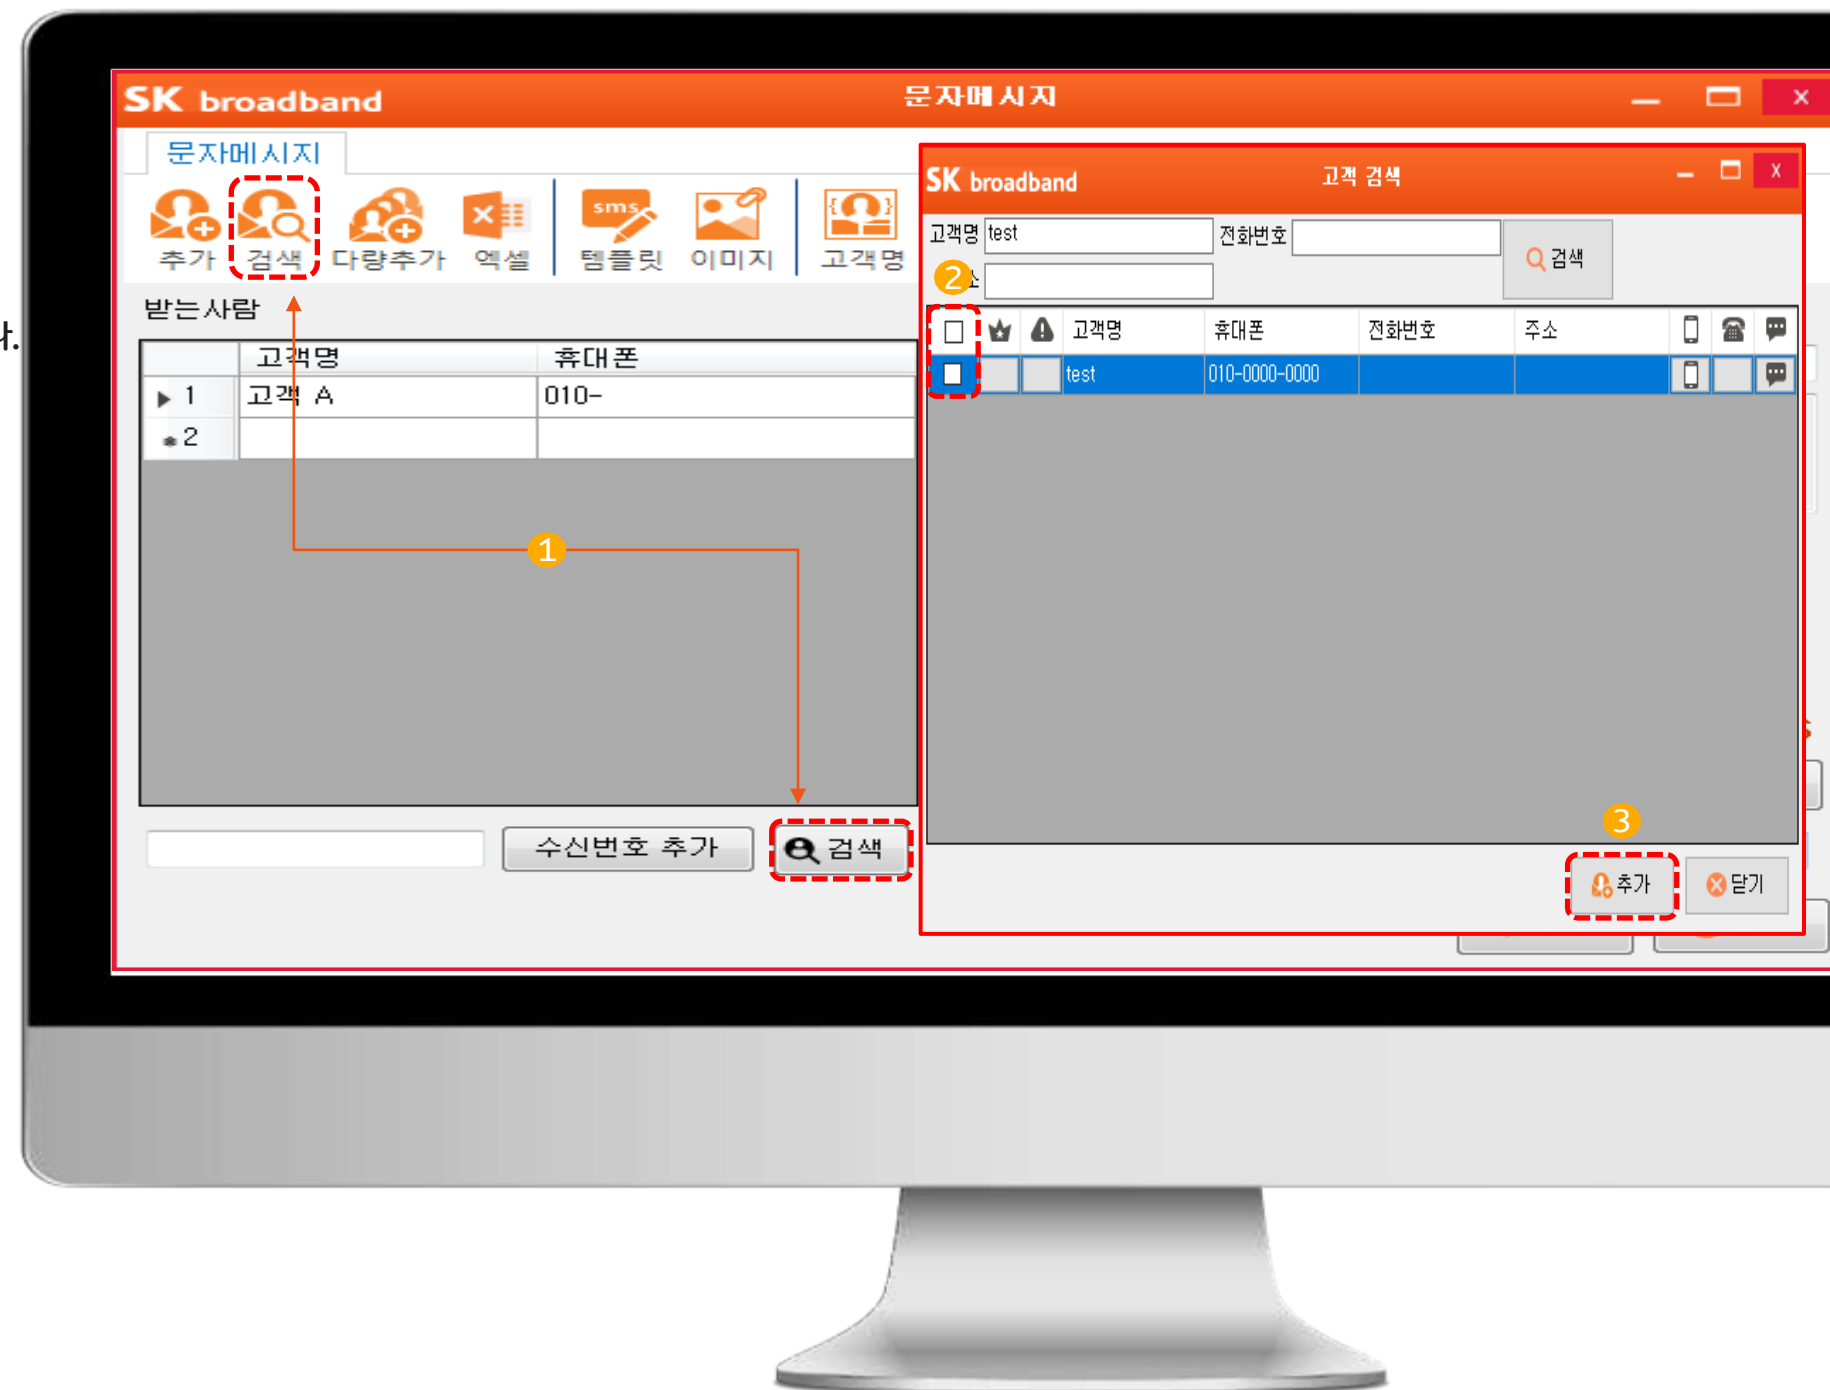 SK broadband 문자메시지
문자메시지
추가 검색 다량추가 엑셀 템플릿 이미지 고객명
받는사람
고객명 휴대폰
1 고객 A 010-
2
1
수신번호 추가 검색
SK broadband 고객 검색
고객명 test 전화번호 검색
2
고객명 휴대폰 전화번호 주소
test 010-0000-0000
3
추가 닫기